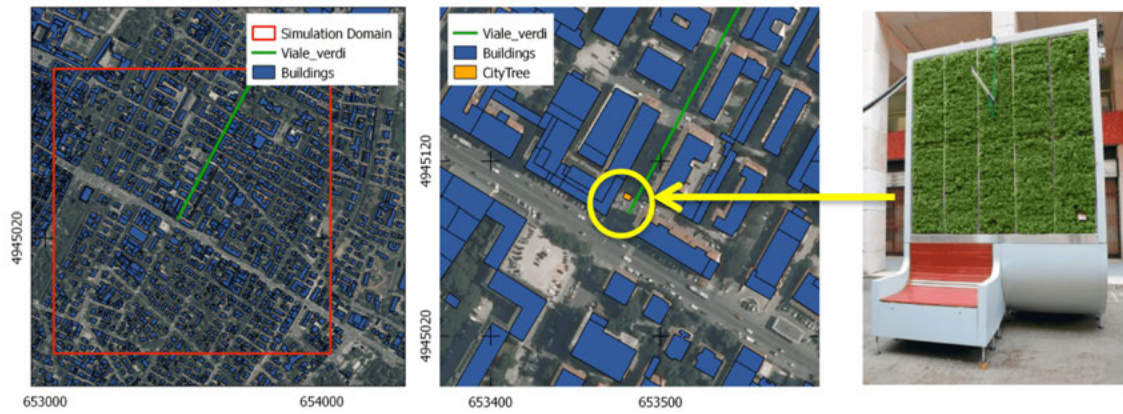 Simulation Domain
Viale_verdi
Buildings
4945020
653000
654000
Viale_verdi
Buildings
CityTree
4945120
4945020
653400
653500